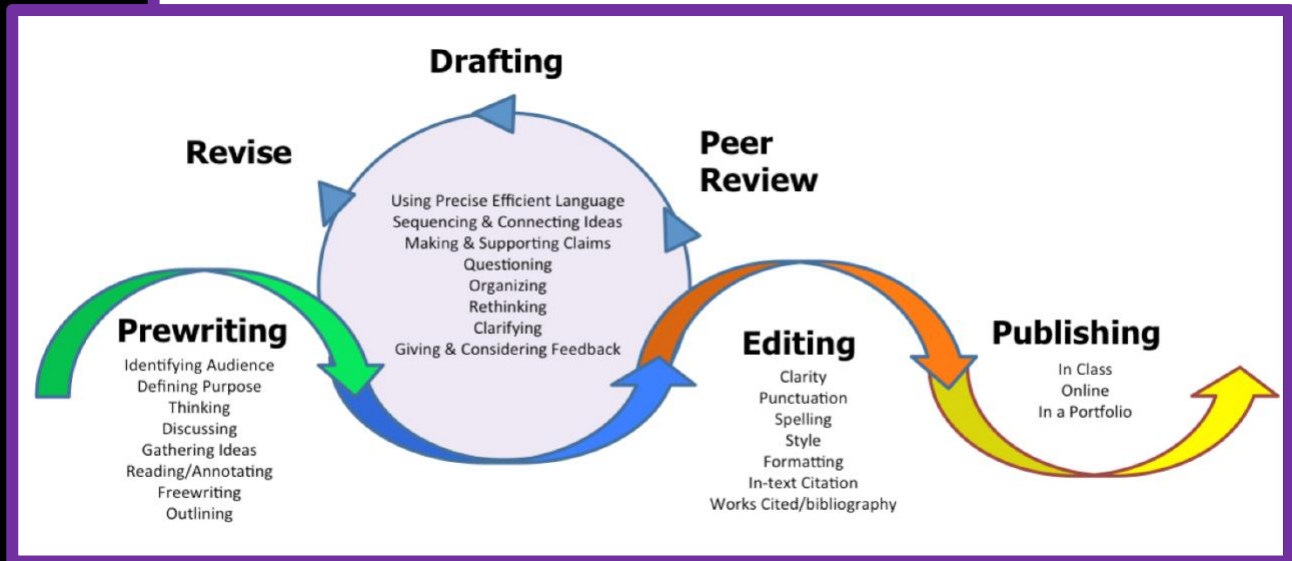 Drafting
Revise
Peer
Review
Using Precise Efficient Language
Sequencing & Connecting Ideas
Making & Supporting Claims
Questioning
Organizing
Rethinking
Clarifying
Giving & Considering Feedback
Prewriting
Identifying Audience
Defining Purpose
Thinking
Discussing
Gathering Ideas
Reading/Annotating
Freewriting
Outlining
Editing
Clarity
Punctuation
Spelling
Style
Formatting
In-text Citation
Works Cited/bibliography
Publishing
In Class
Online
In a Portfolio